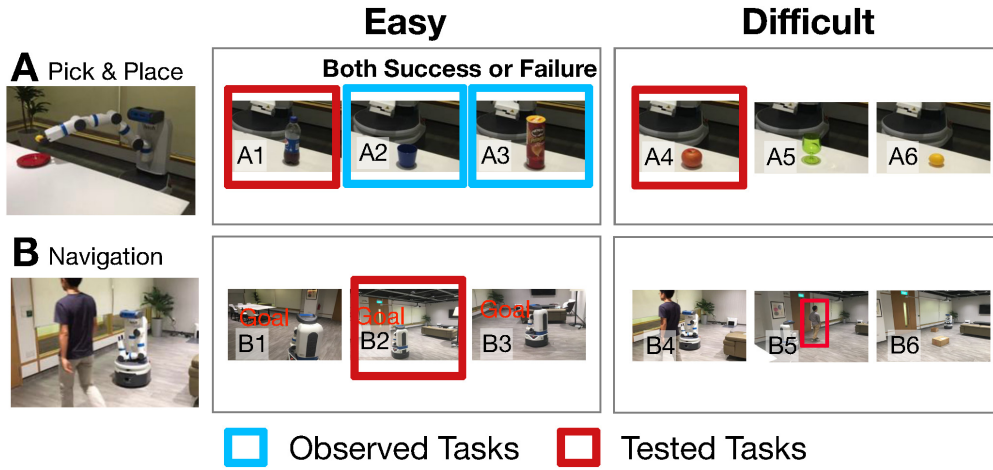 Easy
Difficult
A Pick & Place
Both Success or Failure
A1
A2
A3
A4
A5
A6
B Navigation
Goal
B1
Goal
B2
Goal
B3
B4
B5
B6
Observed Tasks
Tested Tasks